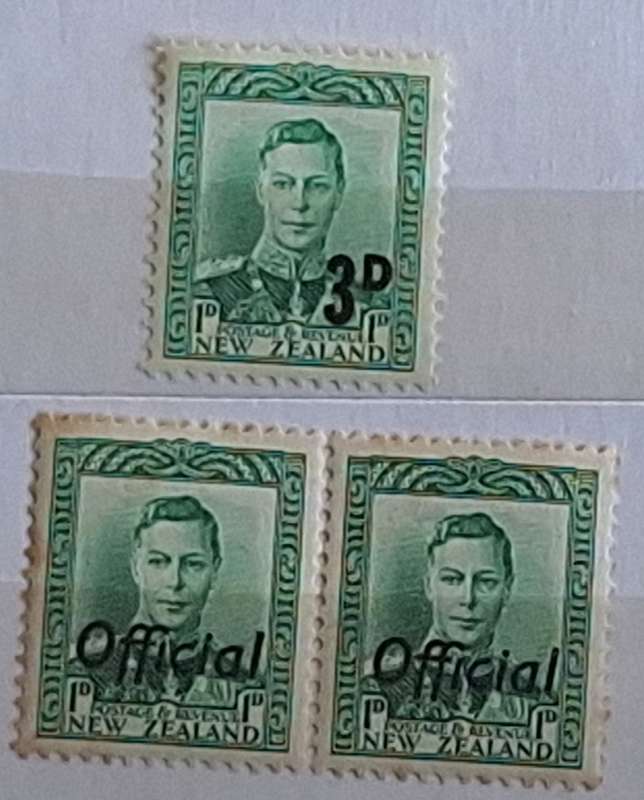 3D
1D POSTAGE & REVENUE 1D
NEW ZEALAND
Official
1D POSTAGE & REVENUE 1D
NEW ZEALAND
Official
1D POSTAGE & REVENUE 1D
NEW ZEALAND